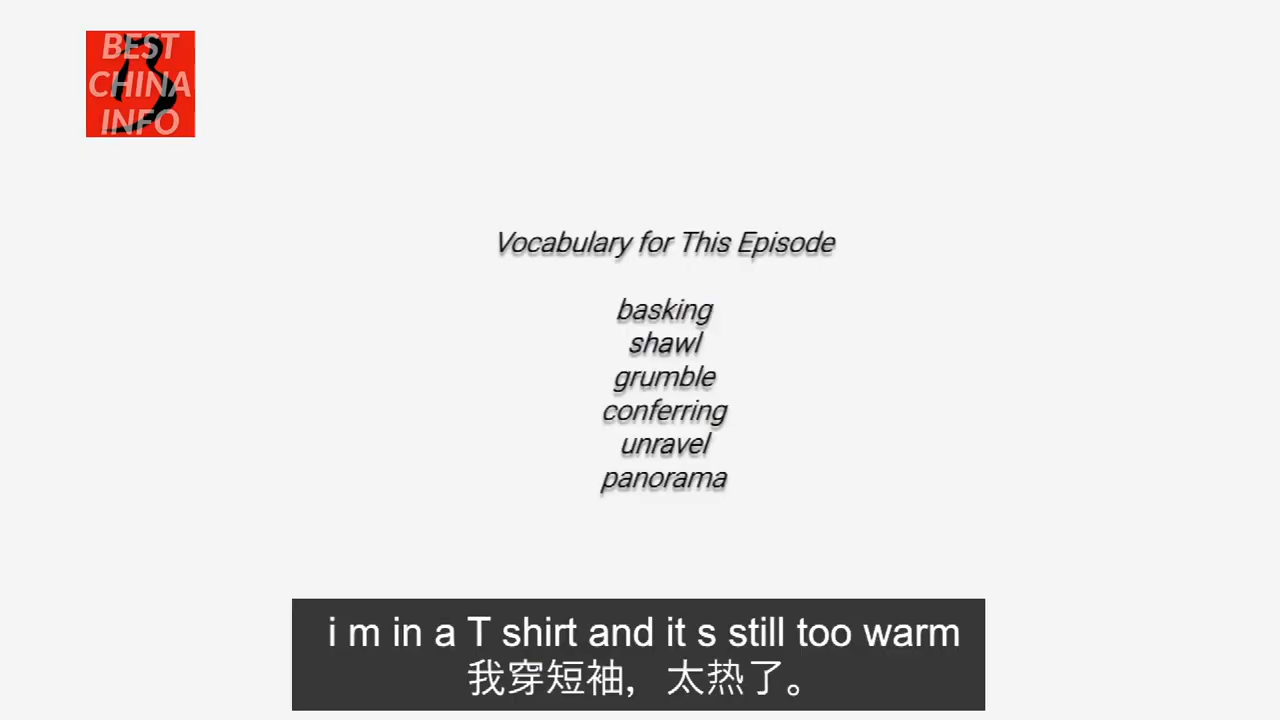 BEST
CHINA
INFO
Vocabulary for This Episode
basking
shawl
grumble
conferring
unravel
panorama
i m in a T shirt and it s still too warm
我穿短袖，太热了。